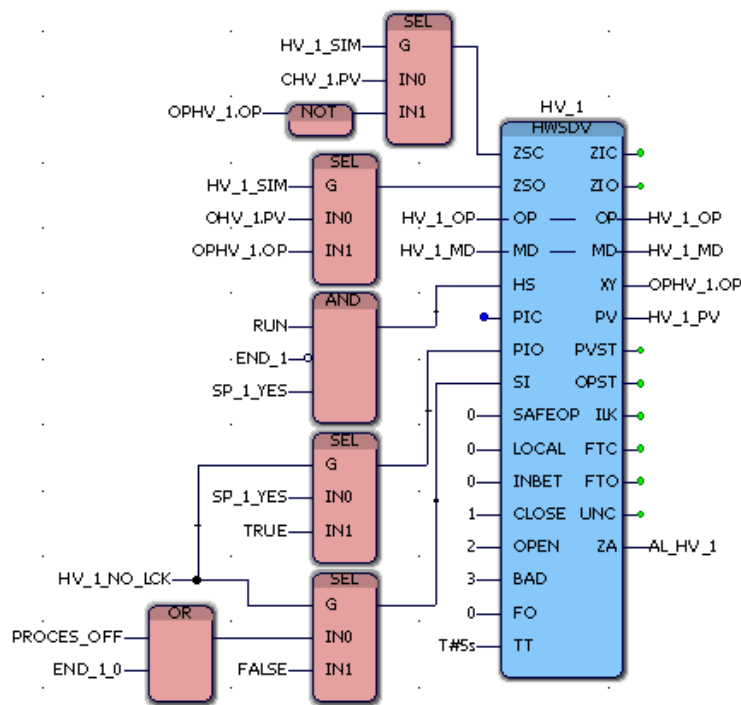 SEL
HV_1_SIM G
CHV_1.PV IN0
OPHV_1.OP NOT IN1
HV_1
HWSDV
ZSC ZIC
SEL
HV_1_SIM G ZSO ZIO
OHV_1.PV IN0 HV_1_OP OP OP HV_1_OP
OPHV_1.OP IN1 HV_1_MD MD MD HV_1_MD
AND HS XY OPHV_1.OP
RUN PIC PV HV_1_PV
END_1 PIO PVST
SP_1_YES SI OPST
0 SAFEOP ILK
SEL
G 0 LOCAL FTC
SP_1_YES IN0 0 INBET FTO
TRUE IN1 1 CLOSE UNC
2 OPEN ZA AL_HV_1
HV_1_NO_LCK SEL 3 BAD
OR G 0 FO
PROCES_OFF IN0 T#5s TT
END_1_0 FALSE IN1